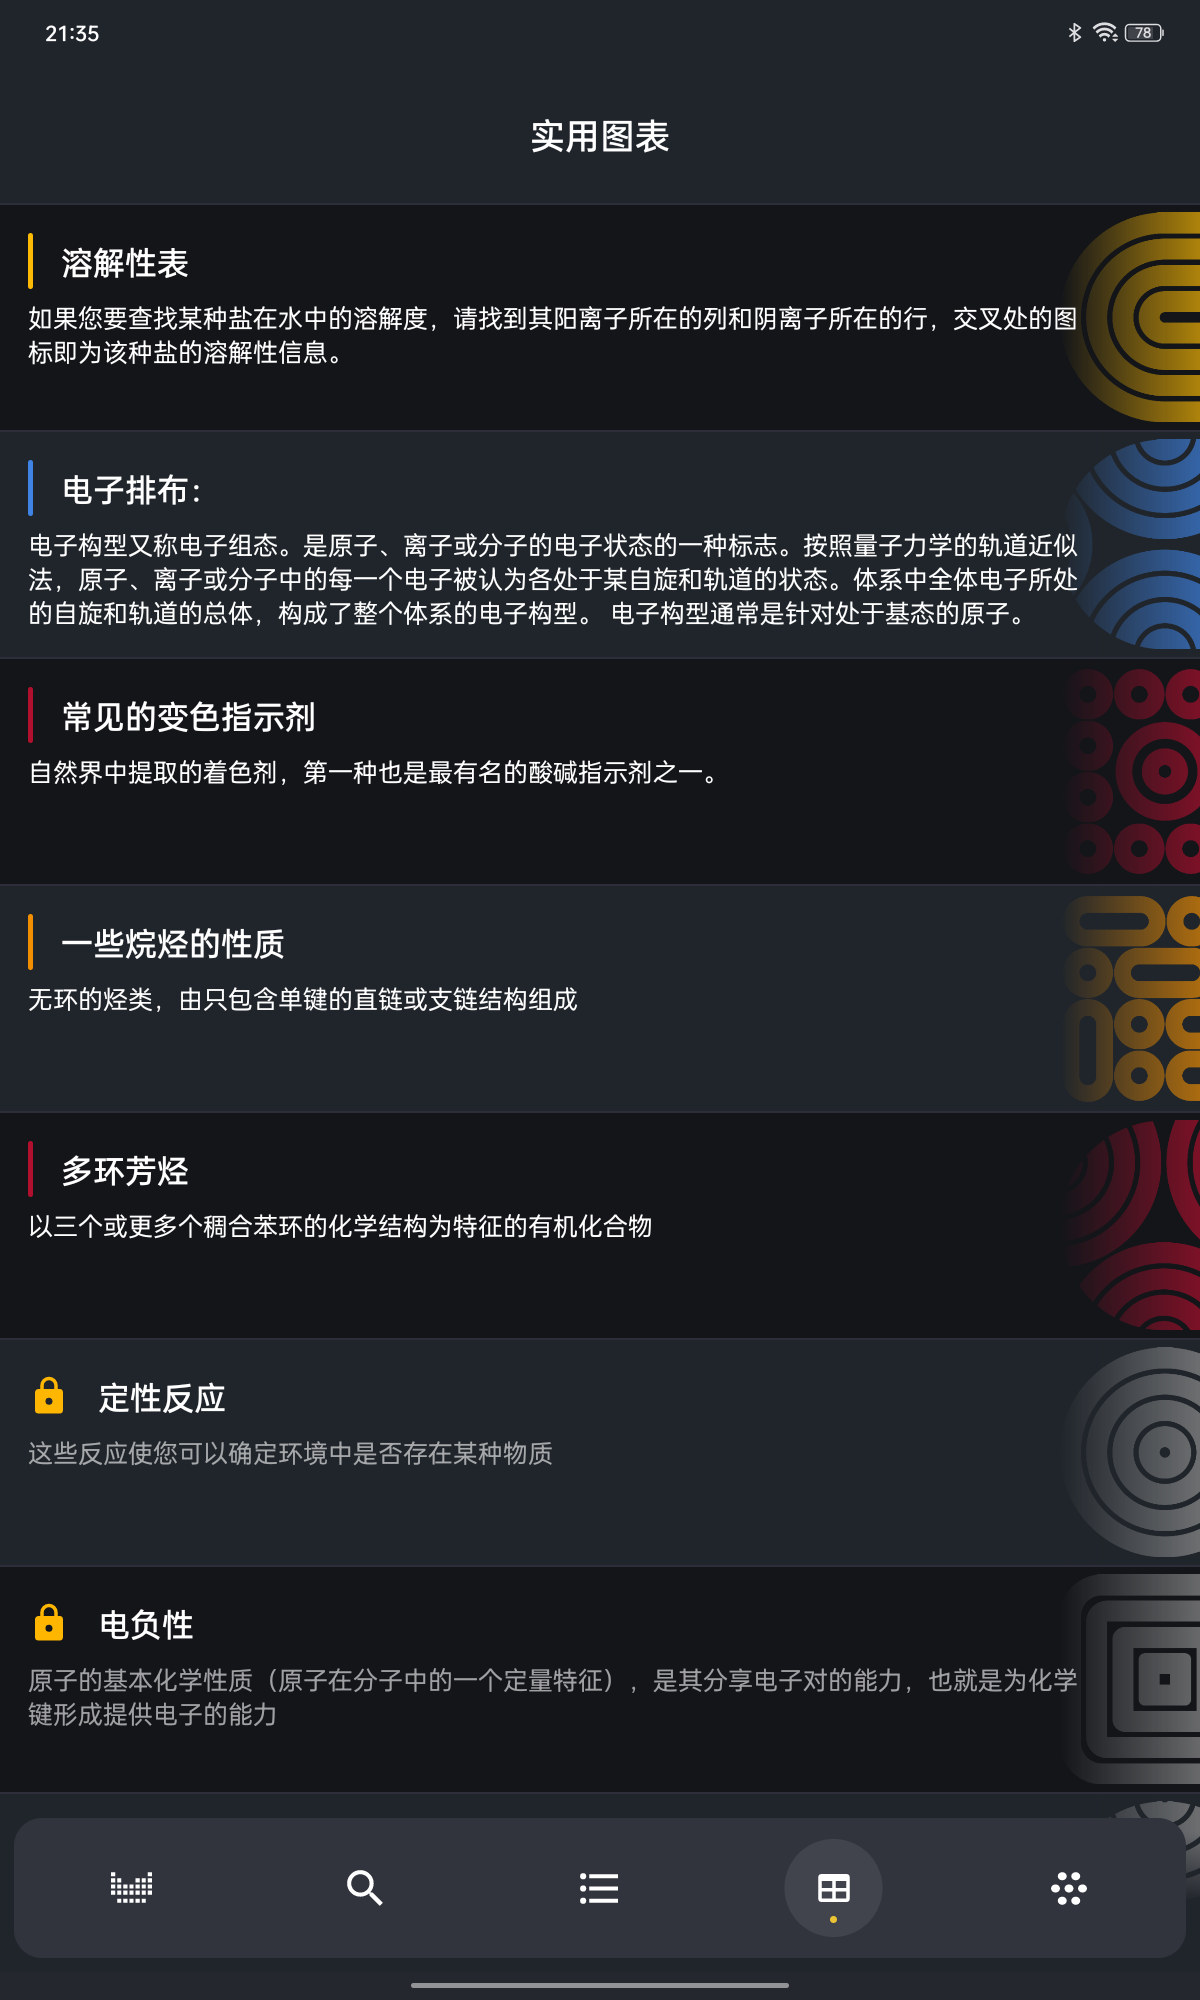 21:35
78
实用图表
溶解性表
如果您要查找某种盐在水中的溶解度，请找到其阳离子所在的列和阴离子所在的行，交叉处的图
标即为该种盐的溶解性信息。
电子排布：
电子构型又称电子组态。是原子、离子或分子的电子状态的一种标志。按照量子力学的轨道近似
法，原子、离子或分子中的每一个电子被认为各处于某自旋和轨道的状态。体系中全体电子所处
的自旋和轨道的总体，构成了整个体系的电子构型。 电子构型通常是针对处于基态的原子。
常见的变色指示剂
自然界中提取的着色剂，第一种也是最有名的酸碱指示剂之一。
一些烷烃的性质
无环的烃类，由只包含单键的直链或支链结构组成
多环芳烃
以三个或更多个稠合苯环的化学结构为特征的有机化合物
定性反应
这些反应使您可以确定环境中是否存在某种物质
电负性
原子的基本化学性质（原子在分子中的一个定量特征），是其分享电子对的能力，也就是为化学
键形成提供电子的能力